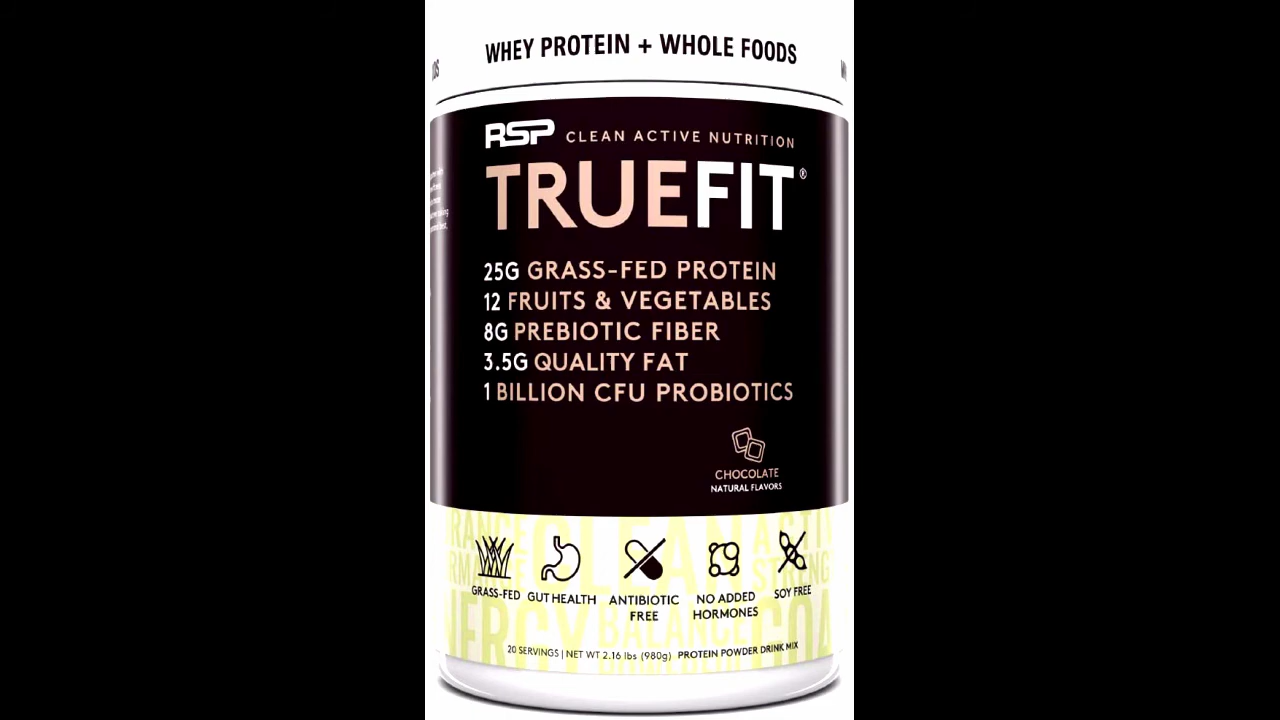 WHEY PROTEIN + WHOLE FOODS
RSP CLEAN ACTIVE NUTRITION
TRUEFIT®
25G GRASS-FED PROTEIN
12 FRUITS & VEGETABLES
8G PREBIOTIC FIBER
3.5G QUALITY FAT
1 BILLION CFU PROBIOTICS
CHOCOLATE
NATURAL FLAVORS
CLEAN
GRASS-FED
GUT HEALTH
ANTIBIOTIC FREE
NO ADDED HORMONES
SOY FREE
BALANCE
20 SERVINGS | NET WT 2.16 lbs (980g) PROTEIN POWDER DRINK MIX